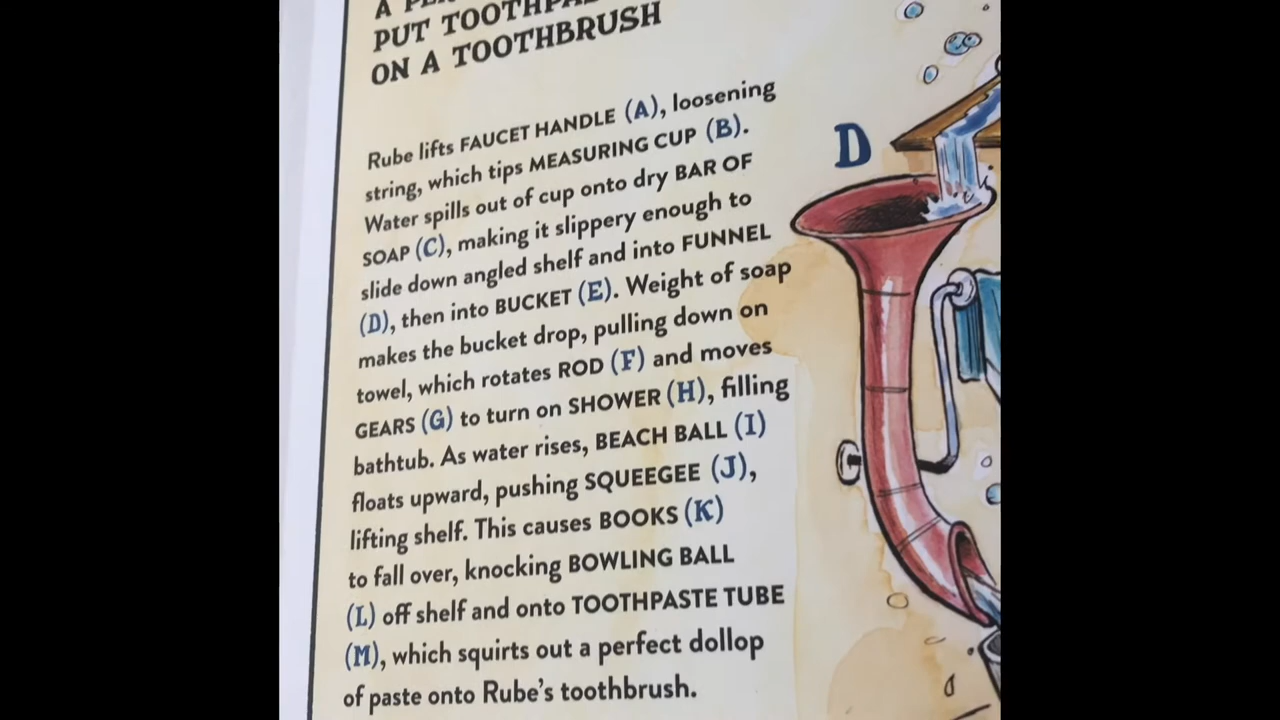 A
PUT
ON A TOOTHBRUSH
Rube lifts FAUCET HANDLE (A), loosening
string, which tips MEASURING CUP (B).
Water spills out of cup onto dry BAR OF
SOAP (C), making it slippery enough to
slide down angled shelf and into FUNNEL
(D), then into BUCKET (E). Weight of soap
makes the bucket drop, pulling down on
towel, which rotates ROD (F) and moves
GEARS (G) to turn on SHOWER (H), filling
bathtub. As water rises, BEACH BALL (I)
floats upward, pushing SQUEEGEE (J),
lifting shelf. This causes BOOKS (K)
to fall over, knocking BOWLING BALL
(L) off shelf and onto TOOTHPASTE TUBE
(M), which squirts out a perfect dollop
of paste onto Rube's toothbrush.
D